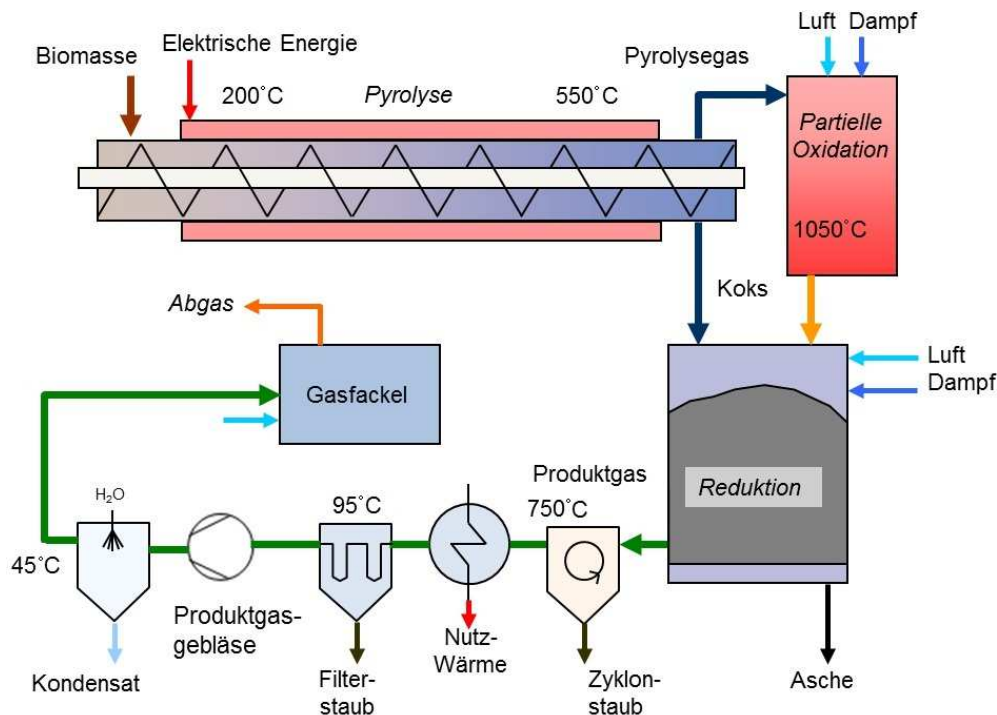 Luft Dampf
Elektrische Energie
Biomasse
Pyrolysegas
200°C Pyrolyse 550°C
Partielle
Oxidation
1050°C
Koks
Abgas
Luft
Dampf
Gasfackel
Produktgas
750°C
Reduktion
H₂O
95°C
45°C
Produktgas-
gebläse
Nutz-
Wärme
Kondensat
Filter-
staub
Zyklon-
staub
Asche